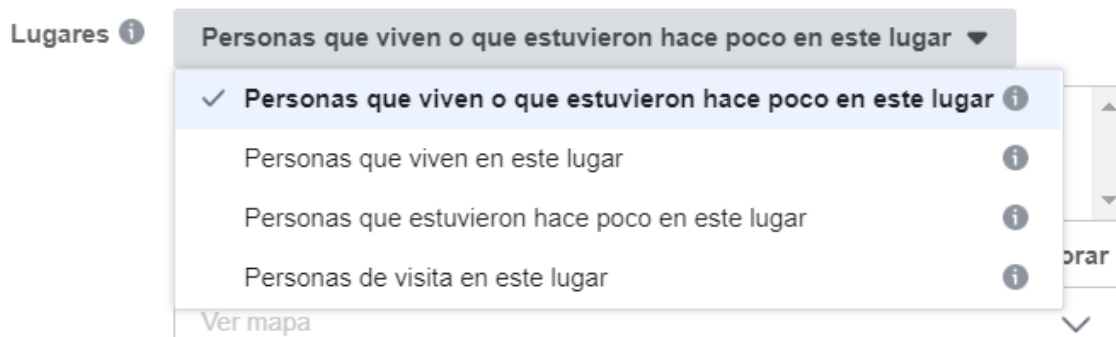 Lugares
Personas que viven o que estuvieron hace poco en este lugar
Personas que viven o que estuvieron hace poco en este lugar
Personas que viven en este lugar
Personas que estuvieron hace poco en este lugar
Personas de visita en este lugar
Ver mapa